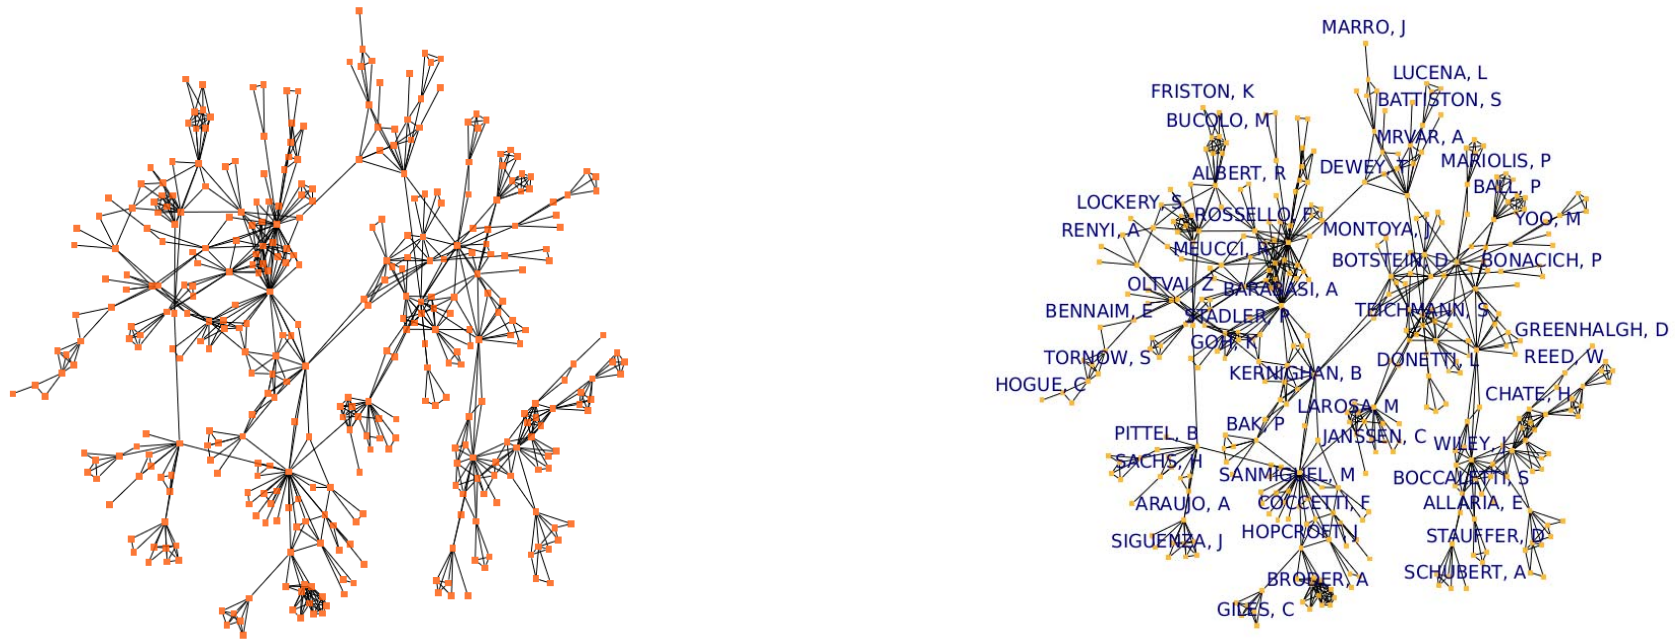 MARRO, J
LUCENA, L
FRISTON, K
BATTISTON, S
BUCOLO, M
MRVAR, A
MARIOLIS, P
DEWEY, T
ALBERT, R
BALL, P
LOCKERY, S
ROSSELLO, F
YOO, M
RENYI, A
MONTOYA, J
MEUCCI, R
BOTSTEIN, D
BONACICH, P
OLTVAI, Z
BARABASI, A
BENNAIM, E
STADLER, P
TEICHMANN, S
GREENHALGH, D
GOH, K
TORNOW, S
DONETTI, L
REED, W
KERNIGHAN, B
HOGUE, C
CHATE, H
LAROSA, M
BAK, P
PITTEL, B
JANSSEN, C
WILEY, J
SACHS, H
SANMIGUEL, M
BOCCALETTI, S
ARAUJO, A
COCCETTI, F
ALLARIA, E
HOPCROFT, J
SIGUENZA, J
STAUFFER, D
BRODER, A
SCHUBERT, A
GILES, C